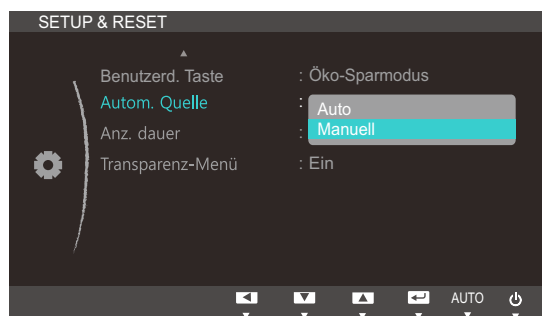 SETUP & RESET
Benutzerd. Taste : Öko-Sparmodus
Autom. Quelle : Auto
Manuell
Anz. dauer :
Transparenz-Menü : Ein
AUTO